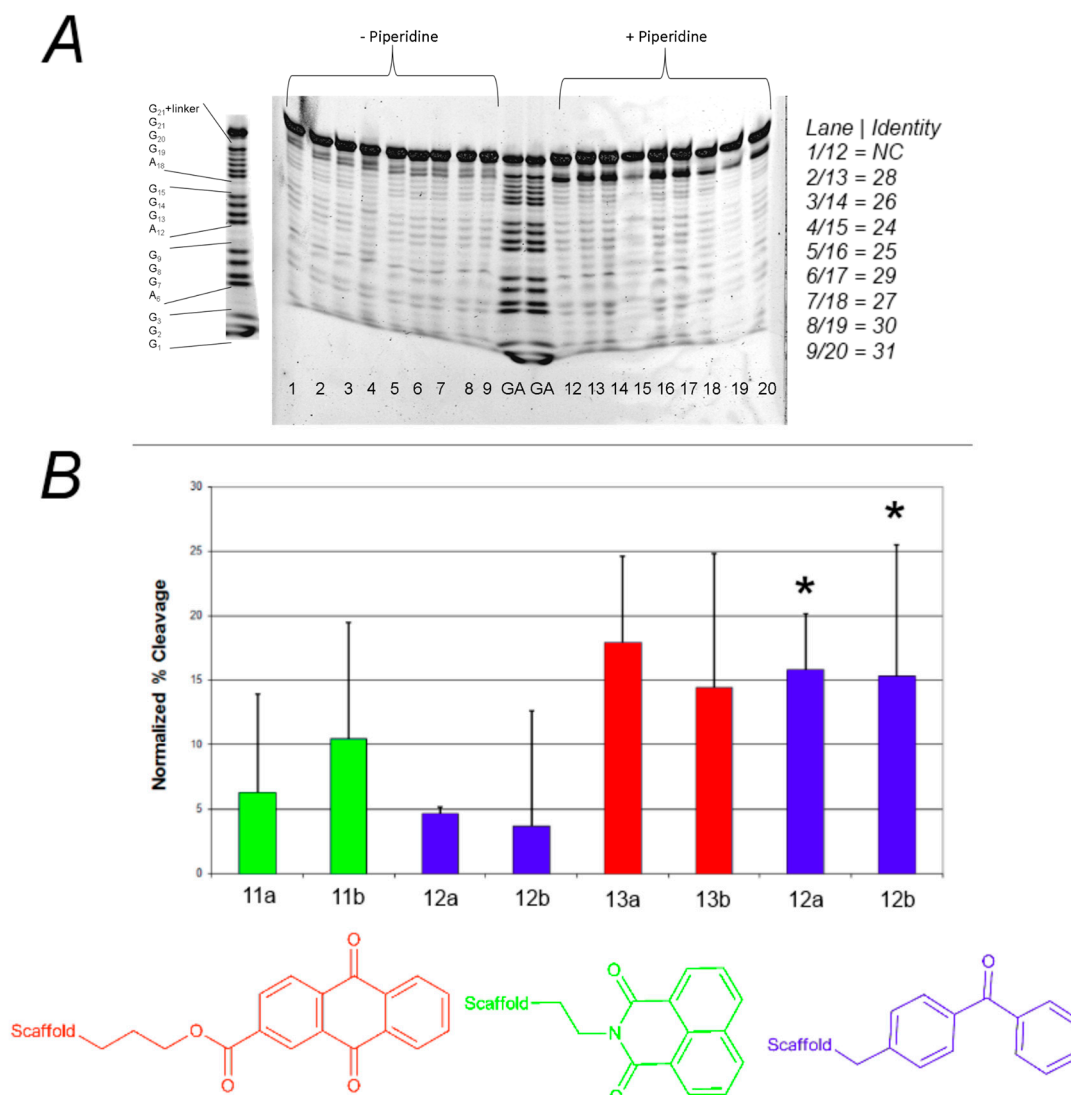 A
- Piperidine
+ Piperidine
G21+linker
G21
G20
G19
A18
G15
G14
G13
A12
G9
G8
G7
A6
G3
G2
G1
1 2 3 4 5 6 7 8 9 GA GA 12 13 14 15 16 17 18 19 20
Lane | Identity
1/12 = NC
2/13 = 28
3/14 = 26
4/15 = 24
5/16 = 25
6/17 = 29
7/18 = 27
8/19 = 30
9/20 = 31
B
Normalized % Cleavage
30
25
20
15
10
5
0
*
*
11a 11b 12a 12b 13a 13b 12a 12b
Scaffold O O O O
Scaffold N O O
Scaffold O